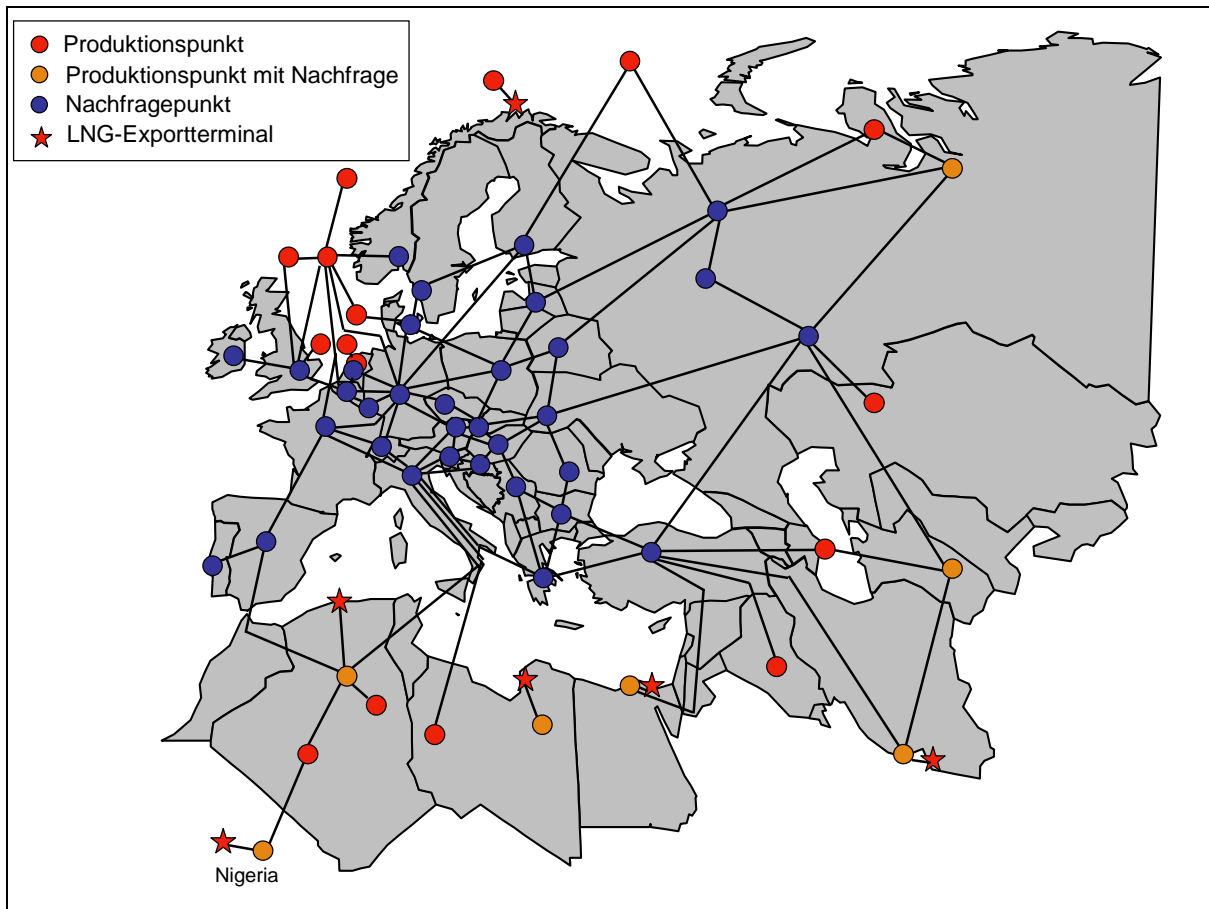 Produktionspunkt
Produktionspunkt mit Nachfrage
Nachfragepunkt
LNG-Exportterminal
Nigeria